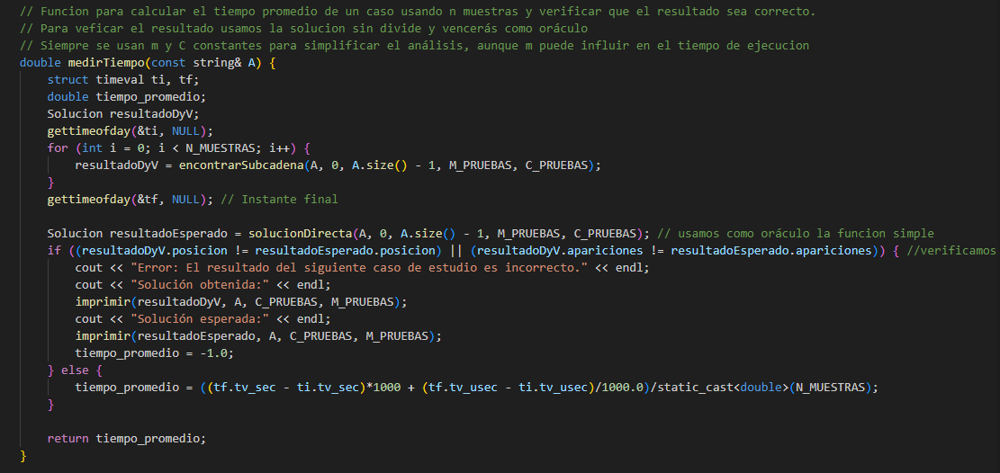 // Funcion para calcular el tiempo promedio de un caso usando n muestras y verificar que el resultado sea correcto.
// Para veficar el resultado usamos la solucion sin divide y vencerás como oráculo
// Siempre se usan m y C constantes para simplificar el análisis, aunque m puede influir en el tiempo de ejecucion
double medirTiempo(const string& A) {
    struct timeval ti, tf;
    double tiempo_promedio;
    Solucion resultadoDyV;
    gettimeofday(&ti, NULL);
    for (int i = 0; i < N_MUESTRAS; i++) {
        resultadoDyV = encontrarSubcadena(A, 0, A.size() - 1, M_PRUEBAS, C_PRUEBAS);
    }
    gettimeofday(&tf, NULL); // Instante final

    Solucion resultadoEsperado = solucionDirecta(A, 0, A.size() - 1, M_PRUEBAS, C_PRUEBAS); // usamos como oráculo la funcion simple
    if ((resultadoDyV.posicion != resultadoEsperado.posicion) || (resultadoDyV.apariciones != resultadoEsperado.apariciones)) { //verificamos
        cout << "Error: El resultado del siguiente caso de estudio es incorrecto." << endl;
        cout << "Solución obtenida:" << endl;
        imprimir(resultadoDyV, A, C_PRUEBAS, M_PRUEBAS);
        cout << "Solución esperada:" << endl;
        imprimir(resultadoEsperado, A, C_PRUEBAS, M_PRUEBAS);
        tiempo_promedio = -1.0;
    } else {
        tiempo_promedio = ((tf.tv_sec - ti.tv_sec)*1000 + (tf.tv_usec - ti.tv_usec)/1000.0)/static_cast<double>(N_MUESTRAS);
    }

    return tiempo_promedio;
}